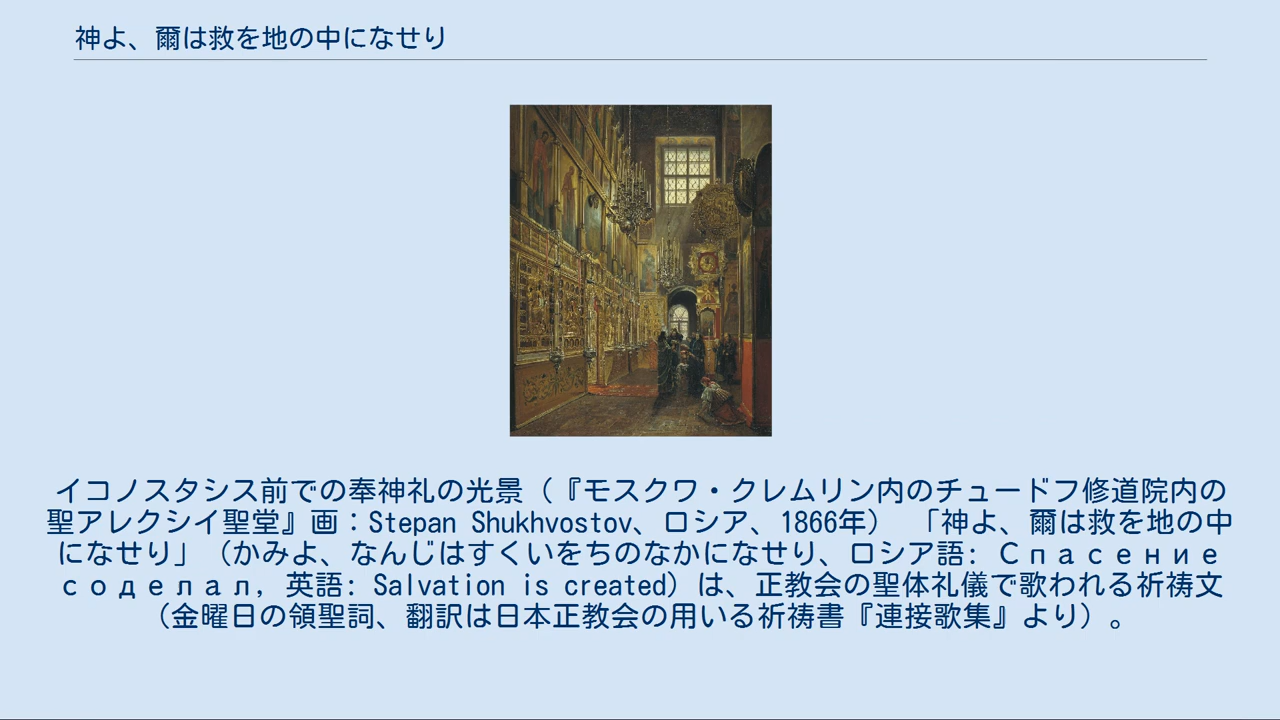 神よ、爾は救を地の中になせり
イコノスタシス前での奉神礼の光景（『モスクワ・クレムリン内のチュードフ修道院内の
聖アレクシイ聖堂』画：Stepan Shukhvostov、ロシア、1866年） 「神よ、爾は救を地の中
になせり」（かみよ、なんじはすくいをちのなかになせり、ロシア語: Спасение
соделал, 英語: Salvation is created）は、正教会の聖体礼儀で歌われる祈祷文
（金曜日の領聖詞、翻訳は日本正教会の用いる祈祷書『連接歌集』より）。